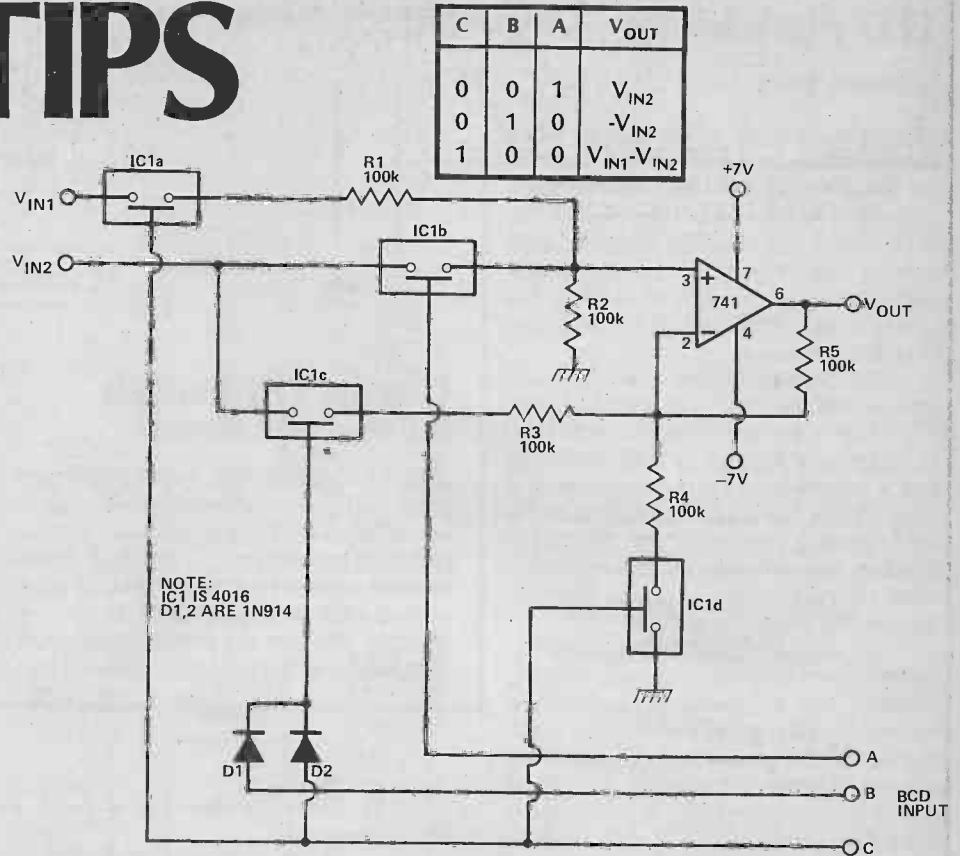 TIPS
C B A VOUT
0 0 1 VIN2
0 1 0 -VIN2
1 0 0 VIN1-VIN2
IC1a
R1
100k
+7V
VIN1
IC1b
VIN2
3 + 7
741 6 VOUT
2 − 4
R2
100k
R5
100k
IC1c
R3
100k
−7V
R4
100k
NOTE:
IC1 IS 4016
D1,2 ARE 1N914
IC1d
D1 D2
A
B BCD
INPUT
C